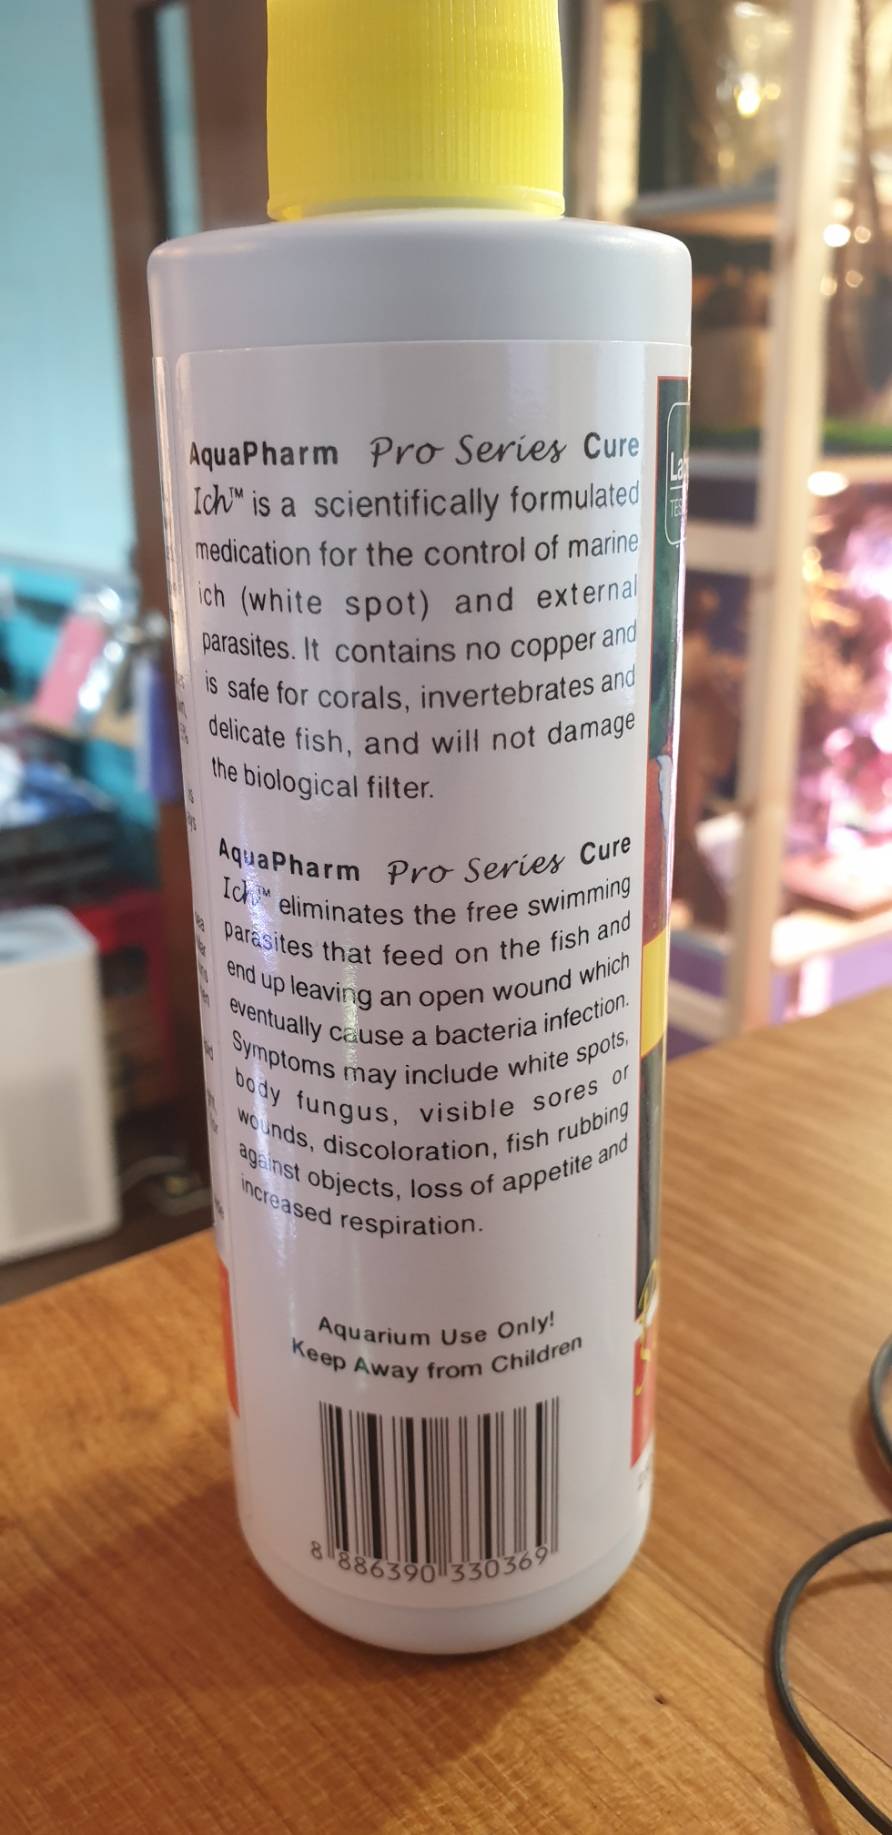 AquaPharm Pro Series Cure
Ich™ is a scientifically formulated
medication for the control of marine
ich (white spot) and external
parasites. It contains no copper and
is safe for corals, invertebrates and
delicate fish, and will not damage
the biological filter.
AquaPharm Pro Series Cure
Ich™ eliminates the free swimming
parasites that feed on the fish and
end up leaving an open wound which
eventually cause a bacteria infection.
Symptoms may include white spots,
body fungus, visible sores or
wounds, discoloration, fish rubbing
against objects, loss of appetite and
increased respiration.
Aquarium Use Only!
Keep Away from Children
8 886390 330369